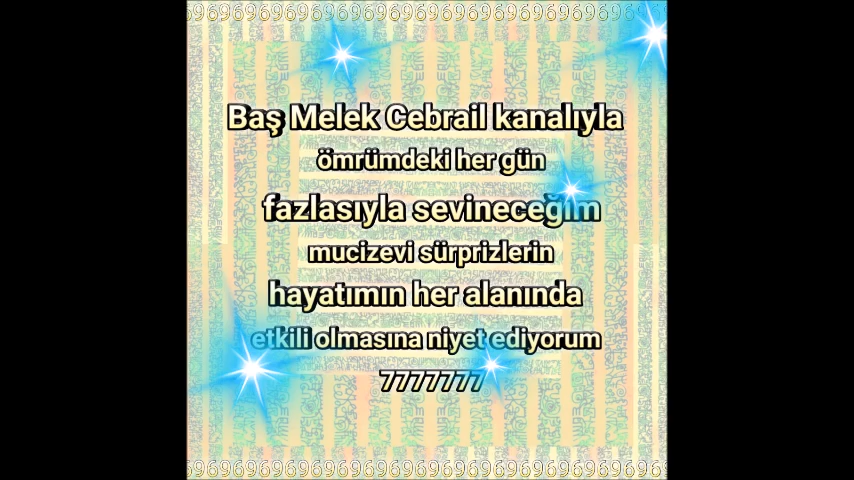 Baş Melek Cebrail kanalıyla
ömrümdeki her gün
fazlasıyla sevineceğim
mucizevi sürprizlerin
hayatımın her alanında
etkili olmasına niyet ediyorum
7777777